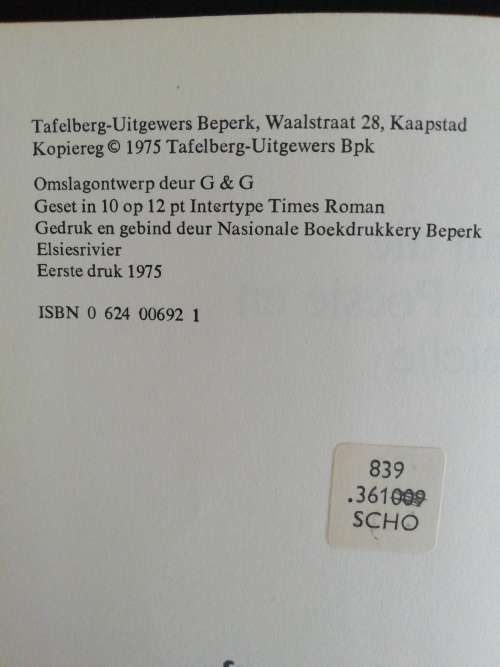 Tafelberg-Uitgewers Beperk, Waalstraat 28, Kaapstad
Kopiereg © 1975 Tafelberg-Uitgewers Bpk
Omslagontwerp deur G & G
Geset in 10 op 12 pt Intertype Times Roman
Gedruk en gebind deur Nasionale Boekdrukkery Beperk
Elsiesrivier
Eerste druk 1975
ISBN 0 624 00692 1
839
.361009
SCHO